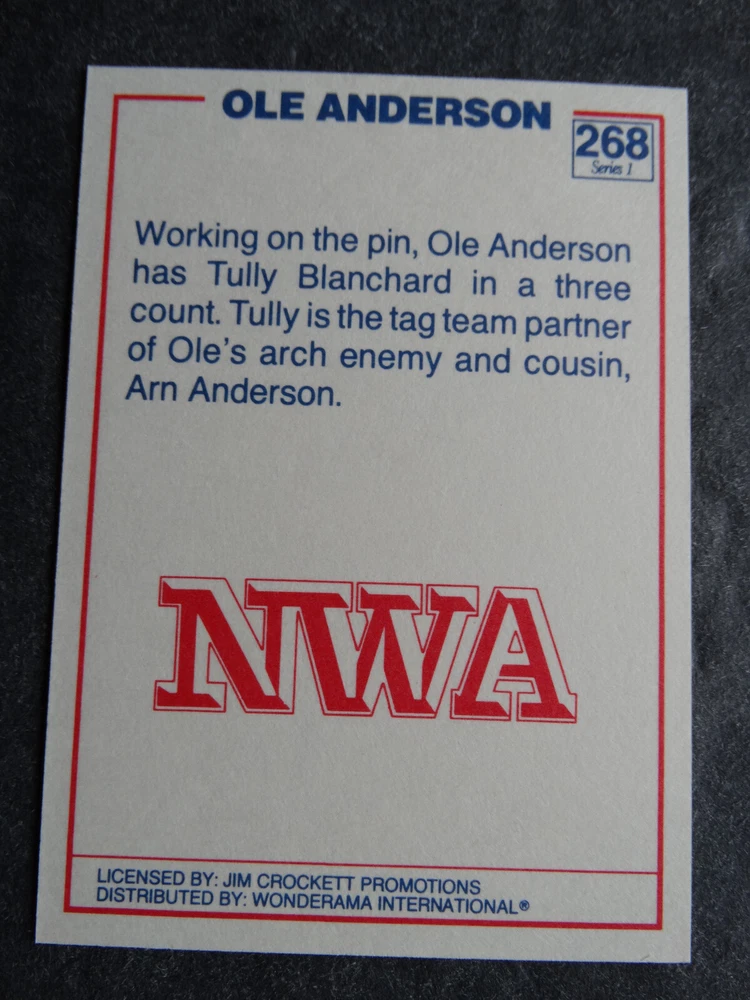 OLE ANDERSON
268
Series 1
Working on the pin, Ole Anderson
has Tully Blanchard in a three
count. Tully is the tag team partner
of Ole's arch enemy and cousin,
Arn Anderson.
NWA
LICENSED BY: JIM CROCKETT PROMOTIONS
DISTRIBUTED BY: WONDERAMA INTERNATIONAL®